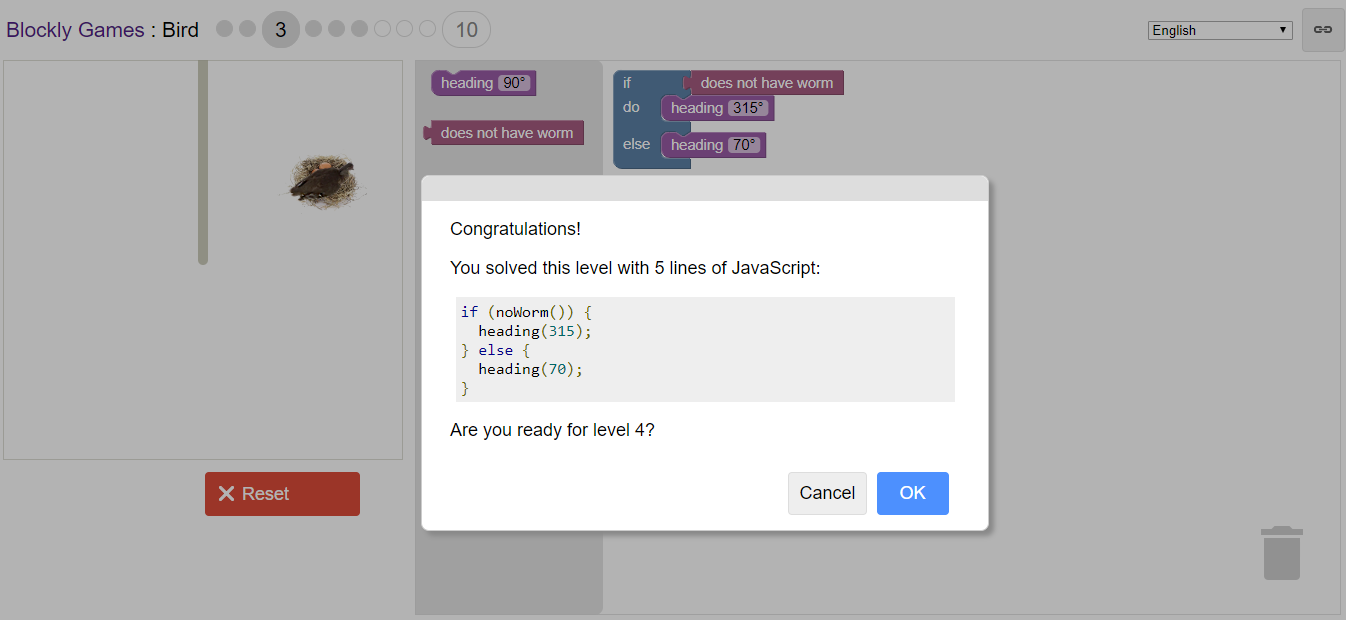 Blockly Games : Bird 3 10 English
heading 90°
does not have worm
if does not have worm
do heading 315°
else heading 70°
Congratulations!
You solved this level with 5 lines of JavaScript:
if (noWorm()) {
  heading(315);
} else {
  heading(70);
}
Are you ready for level 4?
Cancel OK
Reset